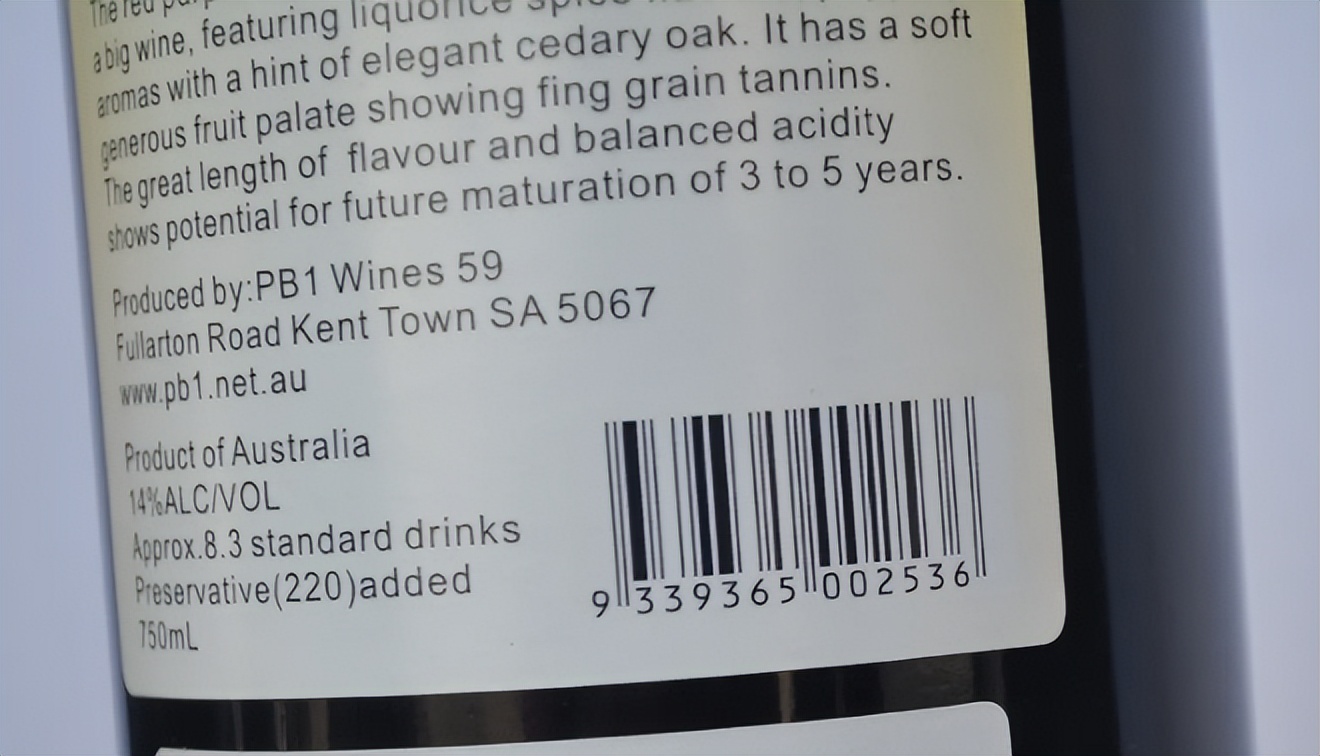 The red
a big wine, featuring liquorice
aromas with a hint of elegant cedary oak. It has a soft
generous fruit palate showing fing grain tannins.
The great length of flavour and balanced acidity
shows potential for future maturation of 3 to 5 years.
Produced by:PB1 Wines 59
Fullarton Road Kent Town SA 5067
www.pb1.net.au
Product of Australia
14%ALC/VOL
Approx.8.3 standard drinks
Preservative(220)added
750mL
9 339365 002536